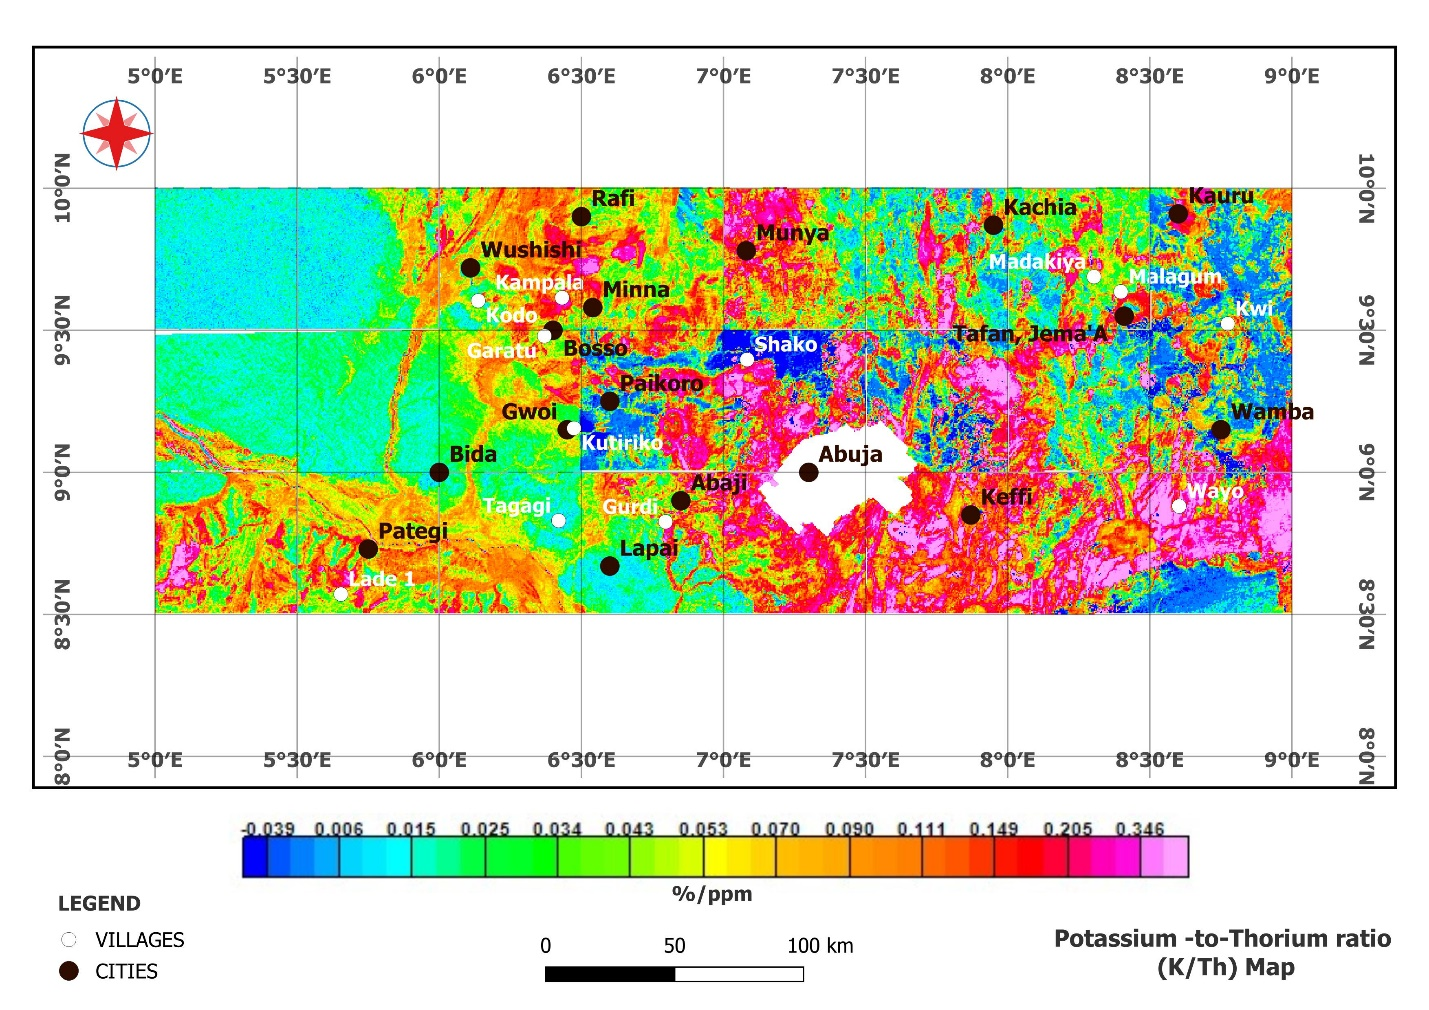 5°0′E 5°30′E 6°0′E 6°30′E 7°0′E 7°30′E 8°0′E 8°30′E 9°0′E
10°0′N 10°0′N
Rafi Kauru
Kachia
Munya
Wushishi
Madakiya
Malagum
Kampala
Minna
Kwi
Kodo
9°30′N 9°30′N
Tafan, Jema'A
Shako
Garatu Bosso
Paikoro
Gwoi Wamba
Kutiriko
Bida Abuja
9°0′N 9°0′N
Abaji
Wayo
Keffi
Tagagi Gurdi
Pategi
Lapai
Lade 1
8°30′N 8°30′N
8°0′N 8°0′N
5°0′E 5°30′E 6°0′E 6°30′E 7°0′E 7°30′E 8°0′E 8°30′E 9°0′E
-0.039 0.006 0.015 0.025 0.034 0.043 0.053 0.070 0.090 0.111 0.149 0.205 0.346
%/ppm
LEGEND
VILLAGES
CITIES
0 50 100 km
Potassium -to-Thorium ratio
(K/Th) Map